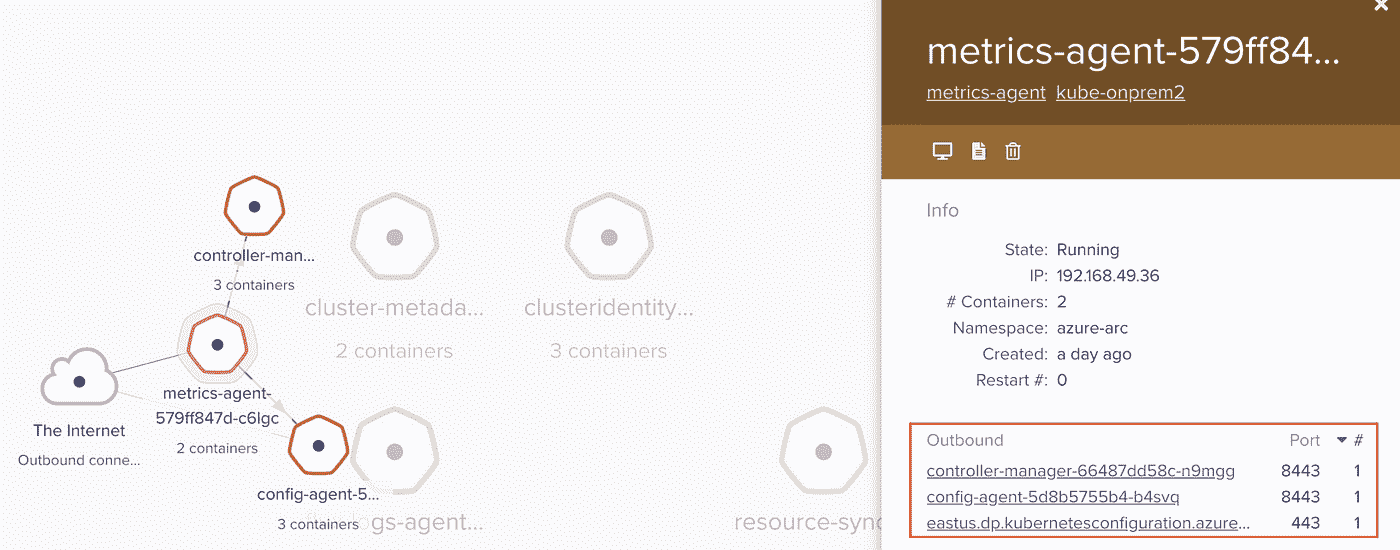 controller-man...
3 containers
cluster-metada...
2 containers
clusteridentity...
3 containers
metrics-agent-
579ff847d-c6lgc
2 containers
The Internet
Outbound conne...
config-agent-5...
3 containers
gs-agent...
resource-sync
metrics-agent-579ff84...
metrics-agent kube-onprem2
Info
State: Running
IP: 192.168.49.36
# Containers: 2
Namespace: azure-arc
Created: a day ago
Restart #: 0
Outbound Port #
controller-manager-66487dd58c-n9mgg 8443 1
config-agent-5d8b5755b4-b4svq 8443 1
eastus.dp.kubernetesconfiguration.azure... 443 1